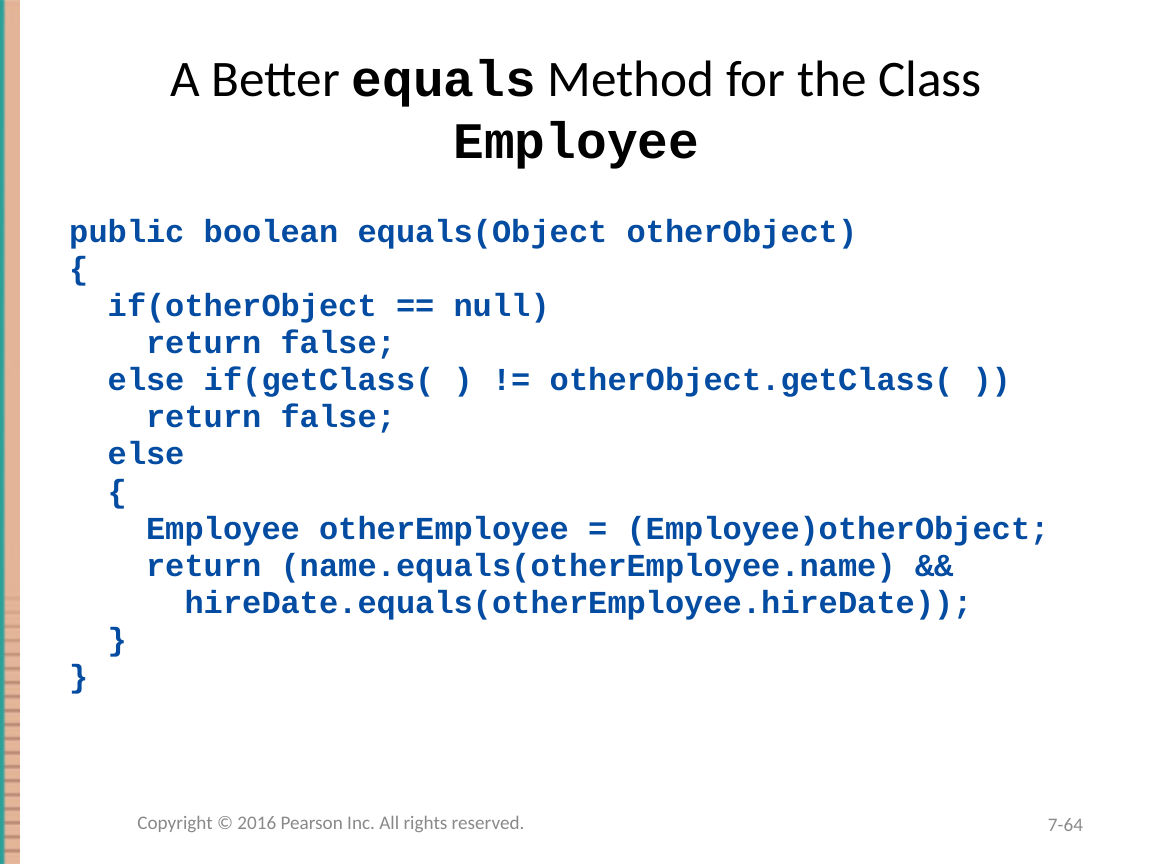 A Better equals Method for the Class
Employee
public boolean equals(Object otherObject)
{
  if(otherObject == null)
    return false;
  else if(getClass( ) != otherObject.getClass( ))
    return false;
  else
  {
    Employee otherEmployee = (Employee)otherObject;
    return (name.equals(otherEmployee.name) &&
      hireDate.equals(otherEmployee.hireDate));
  }
}
Copyright © 2016 Pearson Inc. All rights reserved.
7-64